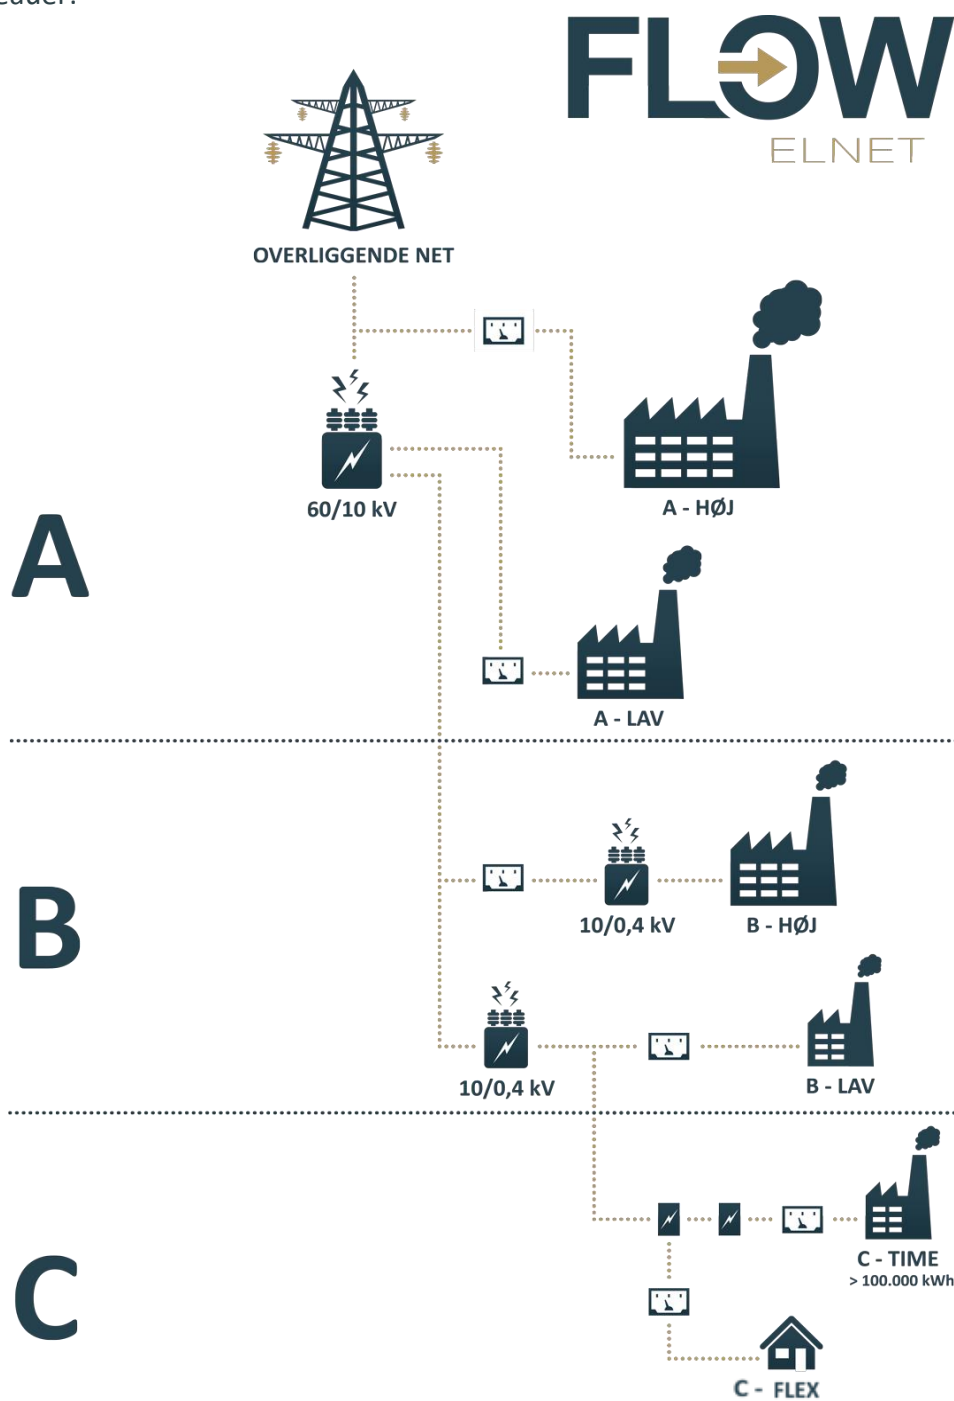 FLOW
ELNET
OVERLIGGENDE NET
60/10 kV
A - HØJ
A
A - LAV
10/0,4 kV
B - HØJ
B
10/0,4 kV
B - LAV
C - TIME
> 100.000 kWh
C
C - FLEX